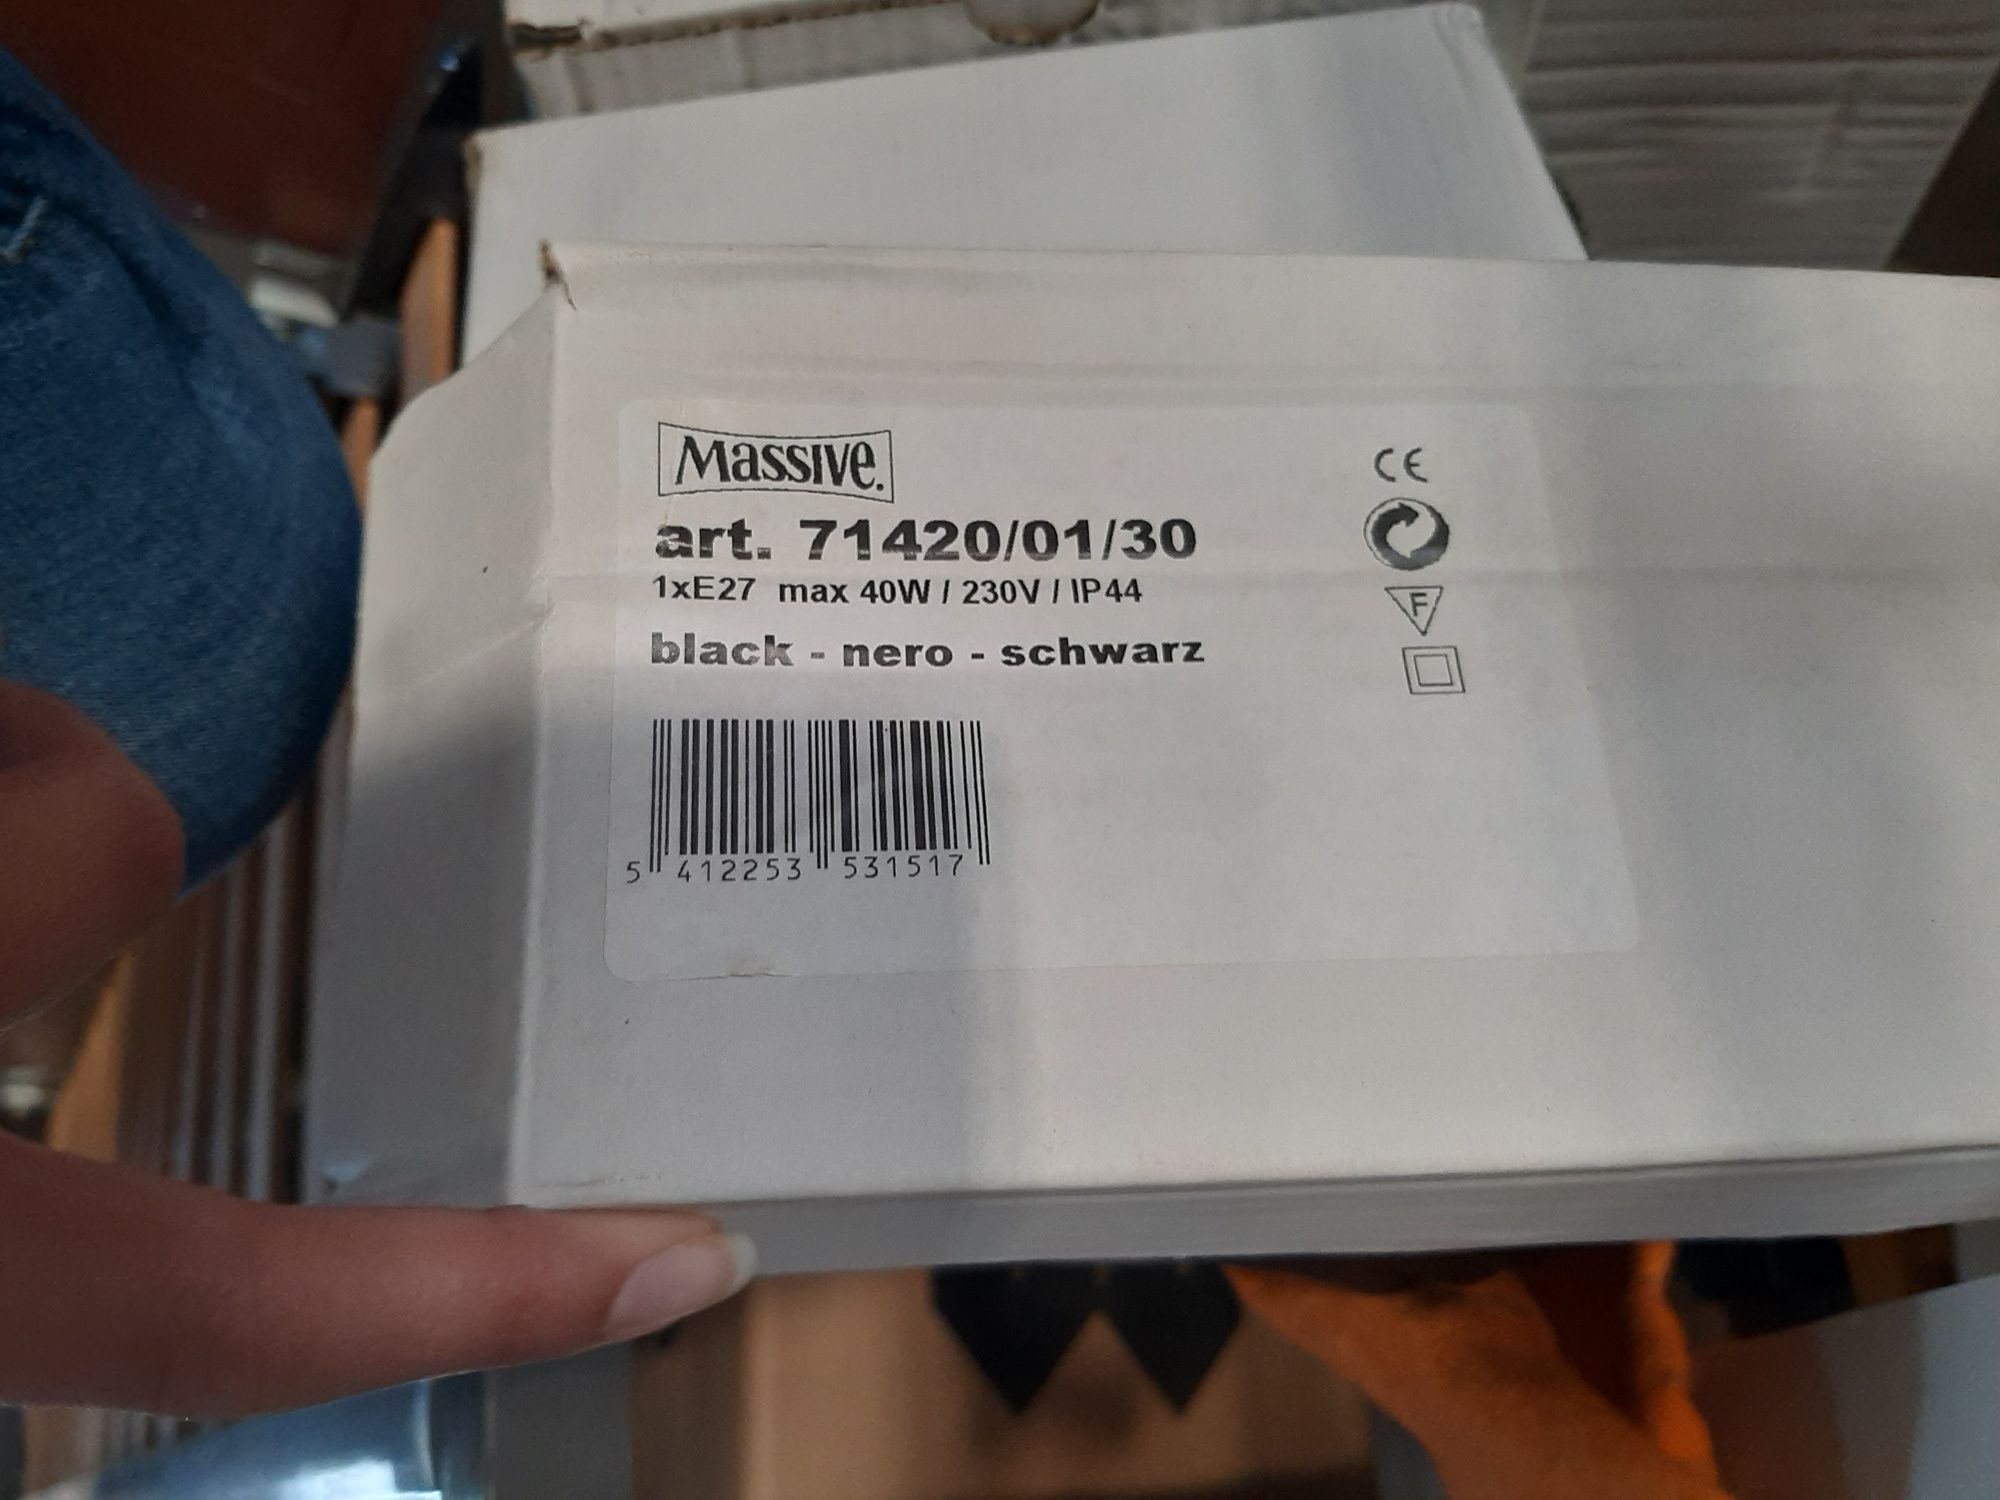 Massive.
art. 71420/01/30
1xE27 max 40W / 230V / IP44
black - nero - schwarz
5 412253 531517
CE
F